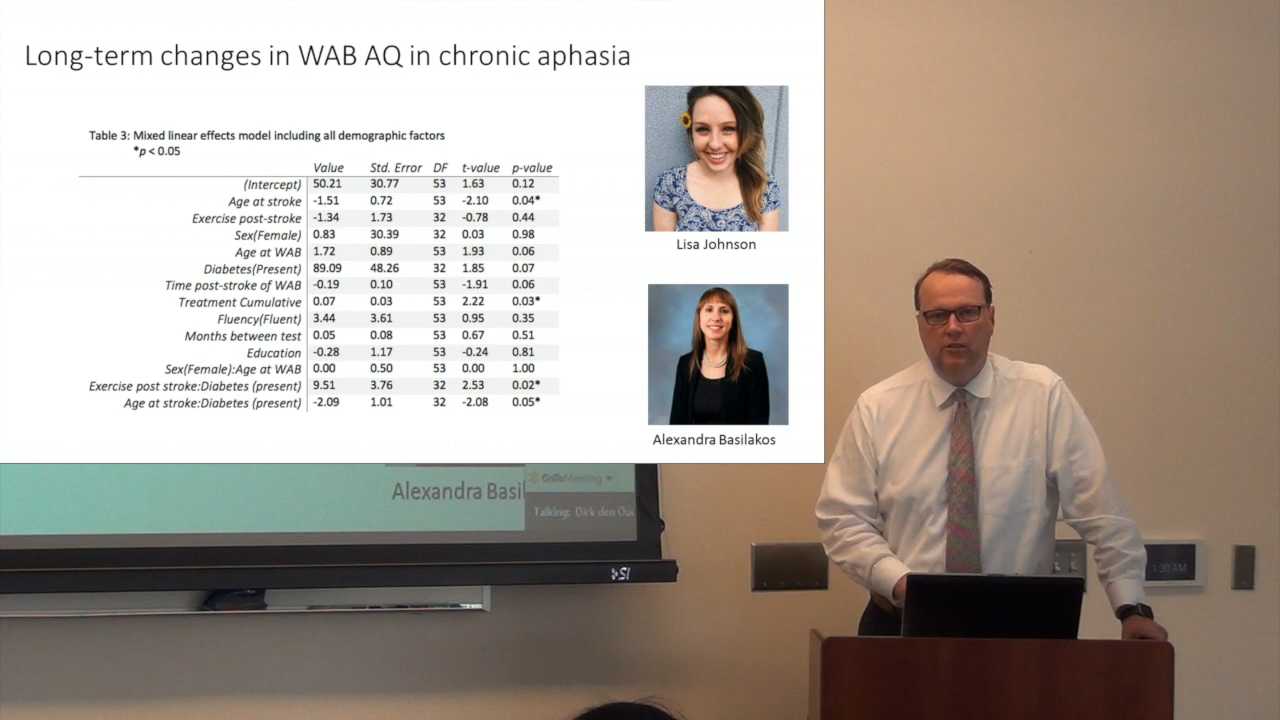 Long-term changes in WAB AQ in chronic aphasia
Table 3: Mixed linear effects model including all demographic factors
*p < 0.05
Value Std. Error DF t-value p-value
(Intercept) 50.21 30.77 53 1.63 0.12
Age at stroke -1.51 0.72 53 -2.10 0.04*
Exercise post-stroke -1.34 1.73 32 -0.78 0.44
Sex(Female) 0.83 30.39 32 0.03 0.98
Age at WAB 1.72 0.89 53 1.93 0.06
Diabetes(Present) 89.09 48.26 32 1.85 0.07
Time post-stroke of WAB -0.19 0.10 53 -1.91 0.06
Treatment Cumulative 0.07 0.03 53 2.22 0.03*
Fluency(Fluent) 3.44 3.61 53 0.95 0.35
Months between test 0.05 0.08 53 0.67 0.51
Education -0.28 1.17 53 -0.24 0.81
Sex(Female):Age at WAB 0.00 0.50 53 0.00 1.00
Exercise post stroke:Diabetes (present) 9.51 3.76 32 2.53 0.02*
Age at stroke:Diabetes (present) -2.09 1.01 32 -2.08 0.05*
Lisa Johnson
Alexandra Basilakos
Alexandra Basil
GoToMeeting
Talking: Dirk den Ou
1:30 AM